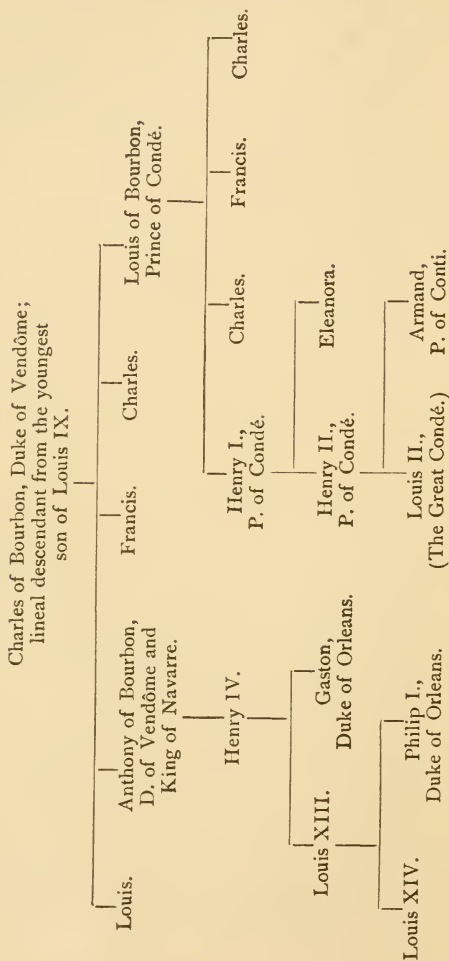 Charles of Bourbon, Duke of Vendôme;
lineal descendant from the youngest
son of Louis IX.
Louis.
Anthony of Bourbon,
D. of Vendôme and
King of Navarre.
Francis.
Charles.
Louis of Bourbon,
Prince of Condé.
Henry IV.
Henry I.,
P. of Condé.
Charles.
Francis.
Charles.
Louis XIII.
Gaston,
Duke of Orleans.
Henry II.,
P. of Condé.
Eleanora.
Louis XIV.
Philip I.,
Duke of Orleans.
Louis II.,
(The Great Condé.)
Armand,
P. of Conti.